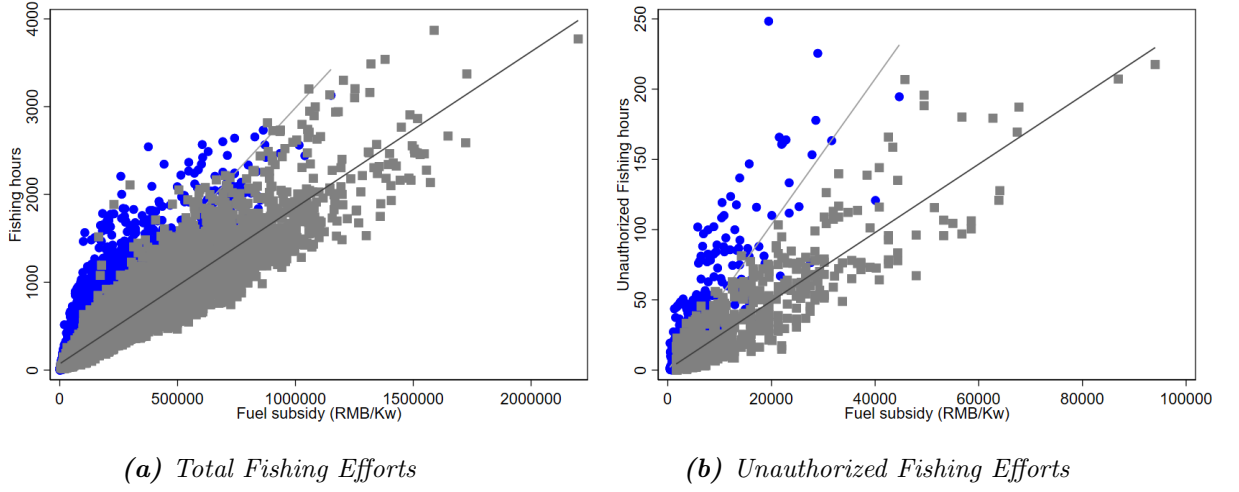 4000
3000
2000
1000
0
Fishing hours
0 500000 1000000 1500000 2000000
Fuel subsidy (RMB/Kw)
(a) Total Fishing Efforts
250
200
150
100
50
0
Unauthorized Fishing hours
0 20000 40000 60000 80000 100000
Fuel subsidy (RMB/Kw)
(b) Unauthorized Fishing Efforts